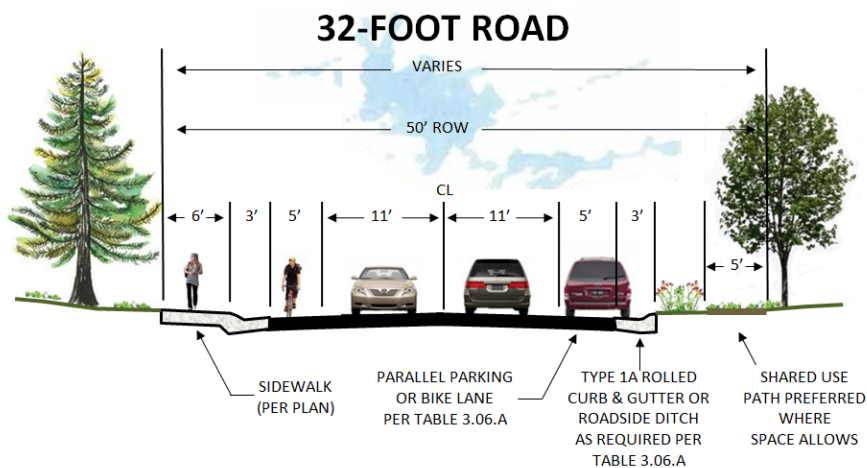 32-FOOT ROAD
VARIES
50’ ROW
CL
6’ 3’ 5’ 11’ 11’ 5’ 3’
5’
SIDEWALK
(PER PLAN)
PARALLEL PARKING
OR BIKE LANE
PER TABLE 3.06.A
TYPE 1A ROLLED
CURB & GUTTER OR
ROADSIDE DITCH
AS REQUIRED PER
TABLE 3.06.A
SHARED USE
PATH PREFERRED
WHERE
SPACE ALLOWS